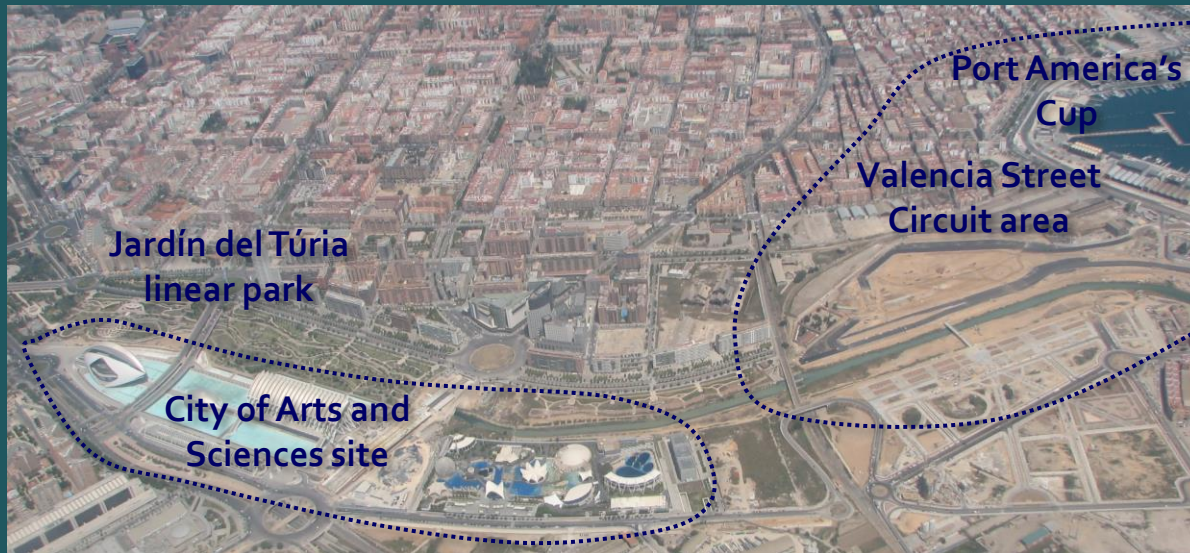 Port America's
Cup
Valencia Street
Circuit area
Jardín del Túria
linear park
City of Arts and
Sciences site